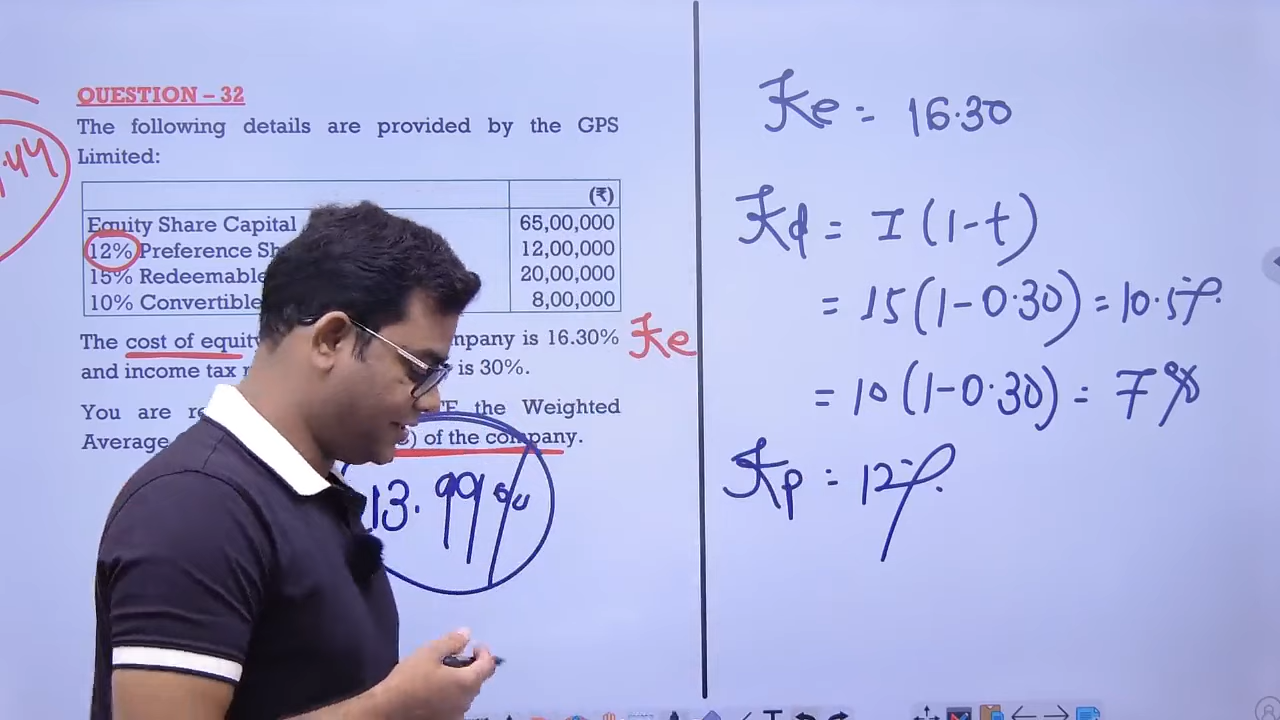 QUESTION – 32
The following details are provided by the GPS
Limited:
(₹)
Equity Share Capital 65,00,000
12% Preference 12,00,000
15% Redeemable 20,00,000
10% Convertible 8,00,000
The cost of equity is 16.30% Ke
and income tax is 30%.
You are the Weighted
Average of the company.
13.99%
Ke = 16.30
Kd = I (1-t)
= 15 (1-0.30) = 10.5%
= 10 (1-0.30) = 7%
Kp = 12%